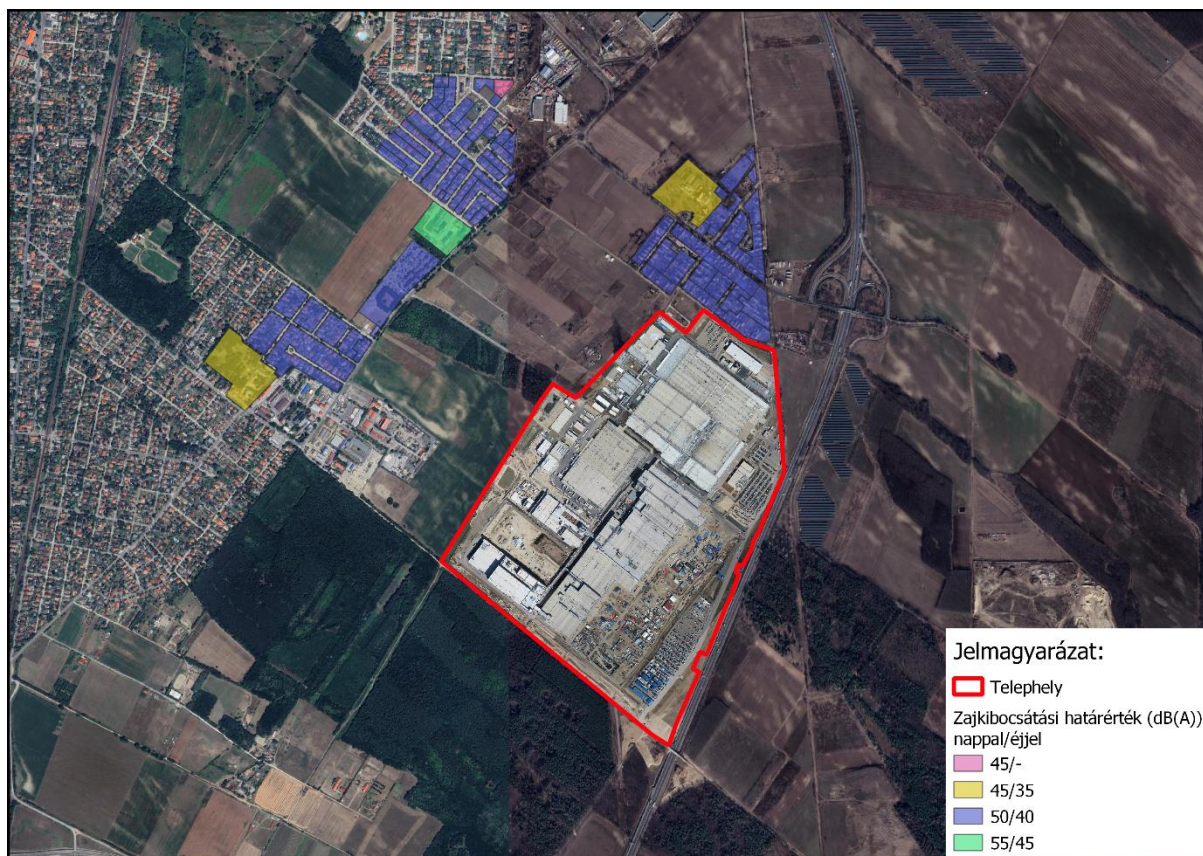 Jelmagyarázat:
Telephely
Zajkibocsátási határérték (dB(A))
nappal/éjjel
45/-
45/35
50/40
55/45